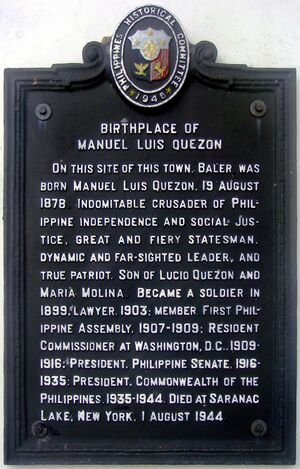 PHILIPPINES HISTORICAL COMMITTEE
★ 1948 ★
BIRTHPLACE OF
MANUEL LUIS QUEZON
ON THIS SITE OF THIS TOWN, BALER, WAS
BORN MANUEL LUIS QUEZON, 19 AUGUST
1878. INDOMITABLE CRUSADER OF PHIL-
IPPINE INDEPENDENCE AND SOCIAL JUS-
TICE, GREAT AND FIERY STATESMAN,
DYNAMIC AND FAR-SIGHTED LEADER, AND
TRUE PATRIOT. SON OF LUCIO QUEZON AND
MARIA MOLINA. BECAME A SOLDIER IN
1899; LAWYER, 1903; MEMBER FIRST PHIL-
IPPINE ASSEMBLY, 1907-1909; RESIDENT
COMMISSIONER AT WASHINGTON, D.C., 1909-
1916; PRESIDENT, PHILIPPINE SENATE, 1916-
1935; PRESIDENT, COMMONWEALTH OF THE
PHILIPPINES, 1935-1944. DIED AT SARANAC
LAKE, NEW YORK, 1 AUGUST 1944.